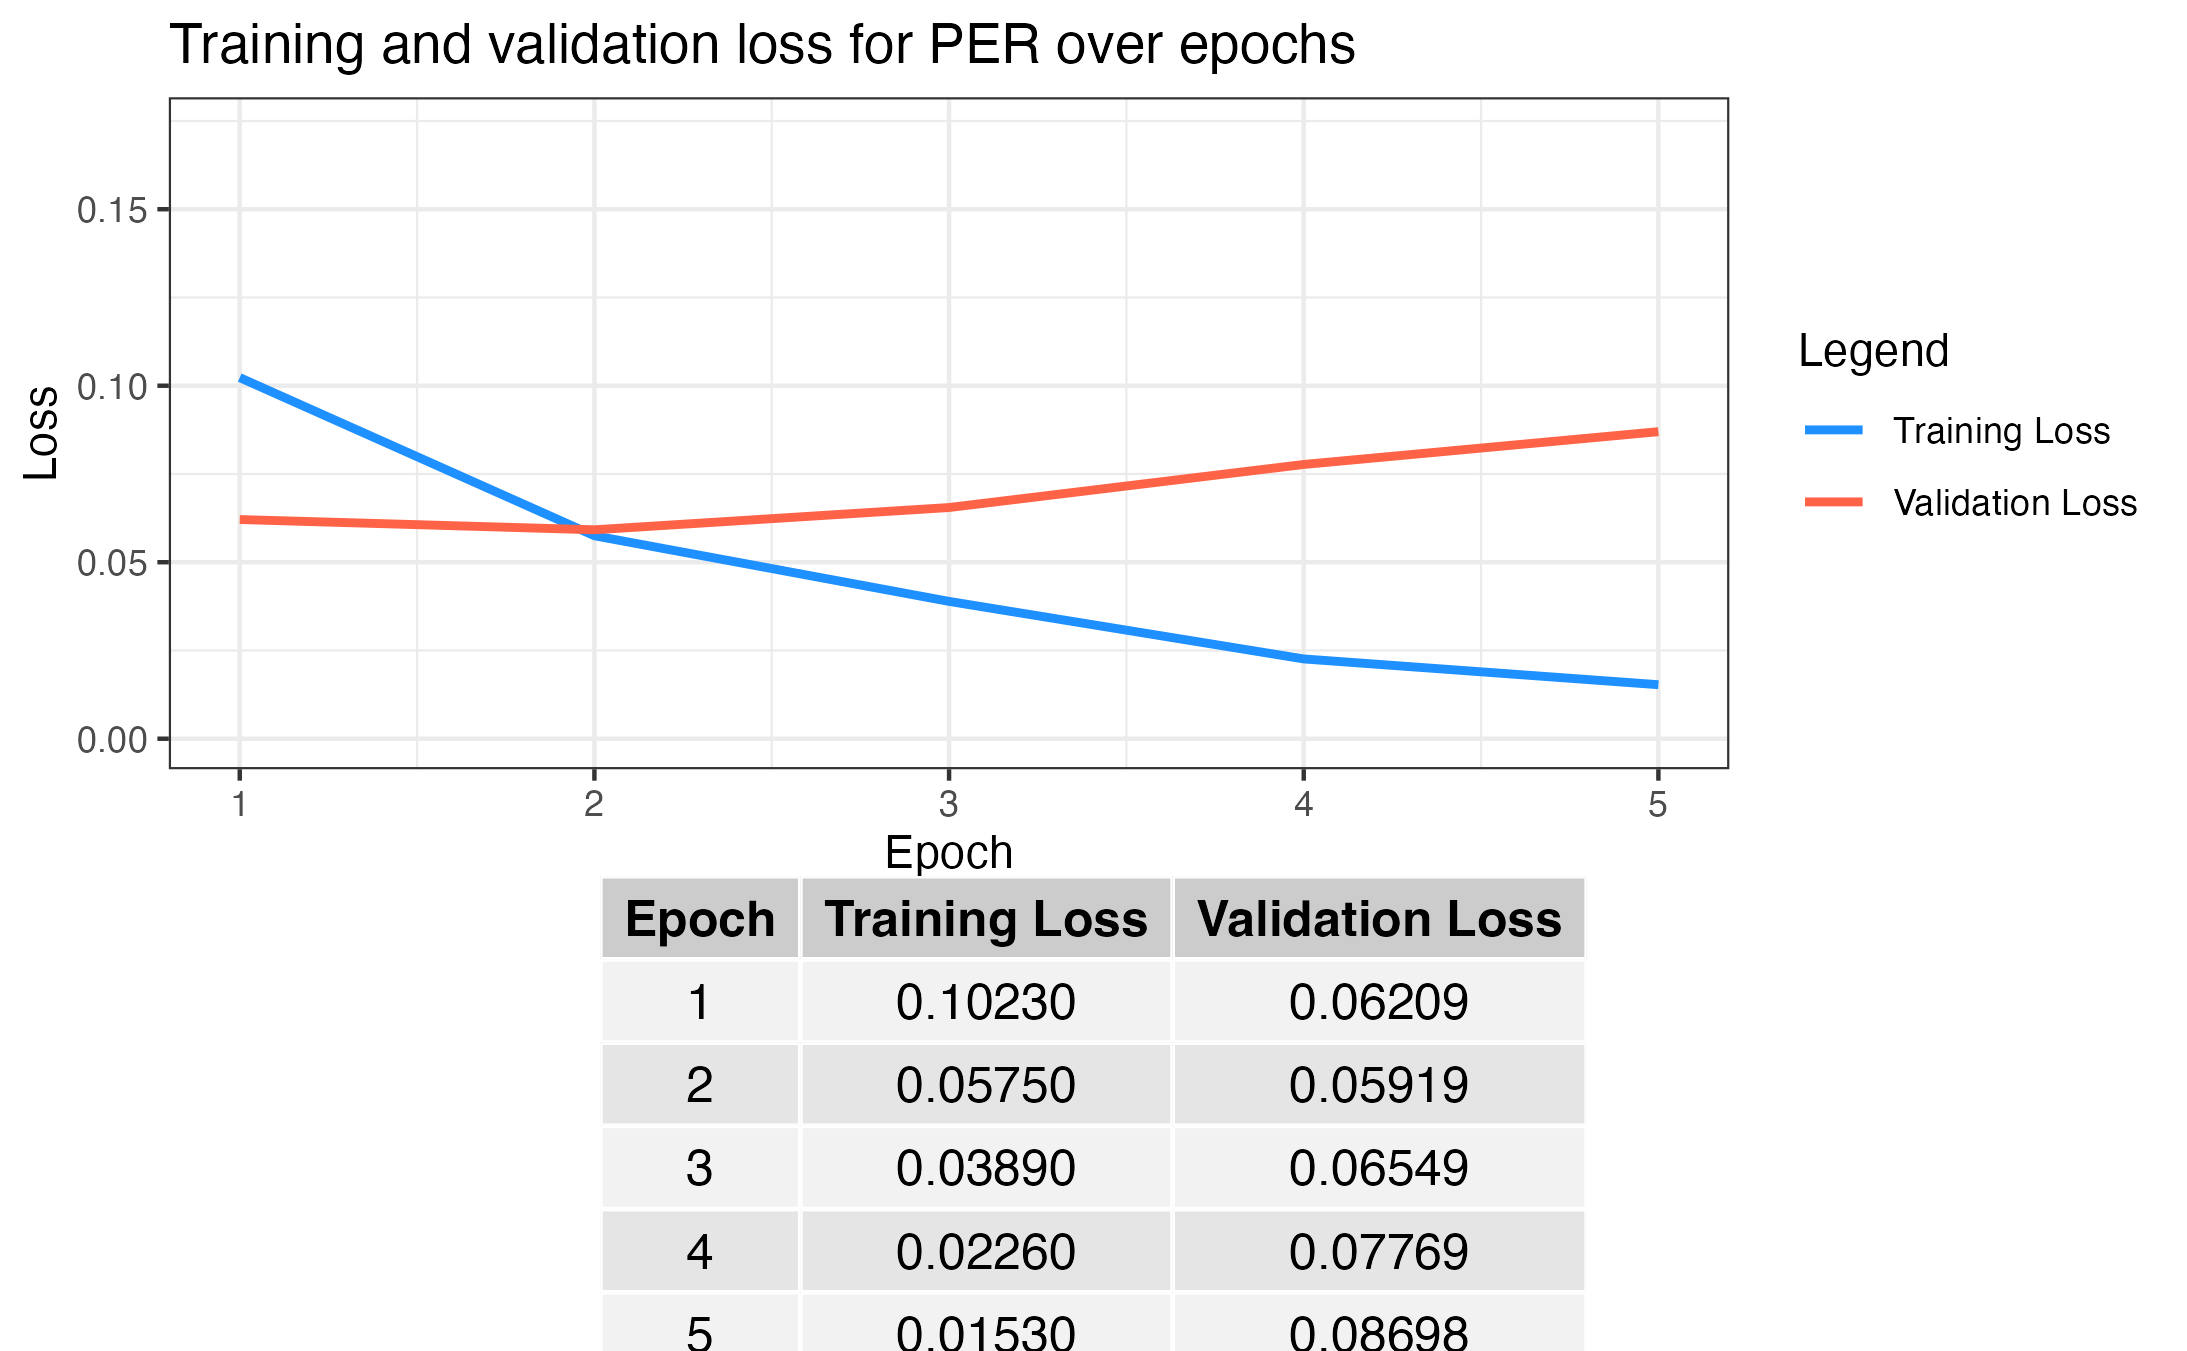 Training and validation loss for PER over epochs
0.15
0.10
0.05
0.00
Loss
1 2 3 4 5
Epoch
Legend
Training Loss
Validation Loss
Epoch Training Loss Validation Loss
1 0.10230 0.06209
2 0.05750 0.05919
3 0.03890 0.06549
4 0.02260 0.07769
5 0.01530 0.08698